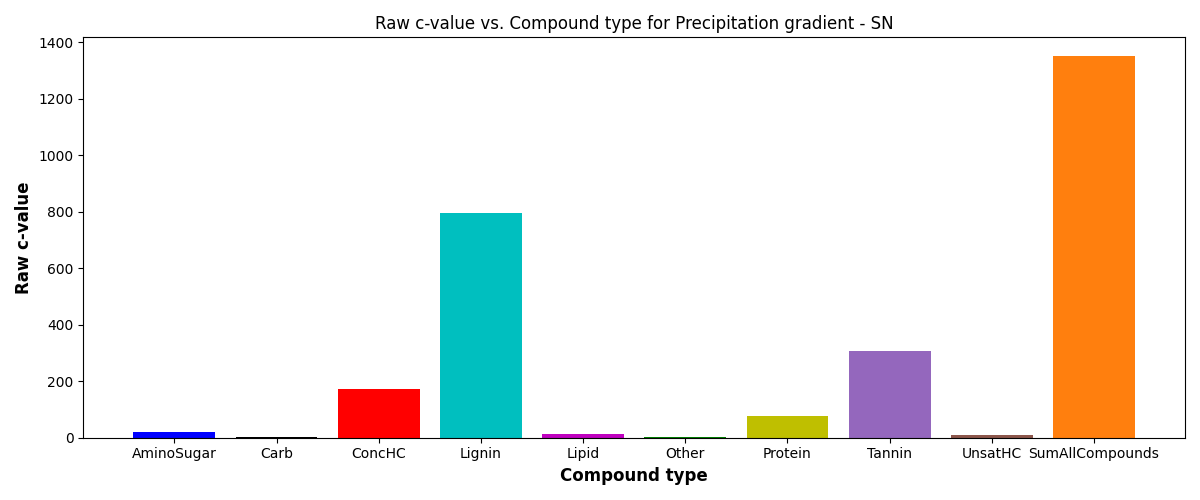 Raw c-value vs. Compound type for Precipitation gradient - SN
1400
1200
1000
800
600
400
200
0
Raw c-value
AminoSugar Carb ConcHC Lignin Lipid Other Protein Tannin UnsatHC SumAllCompounds
Compound type